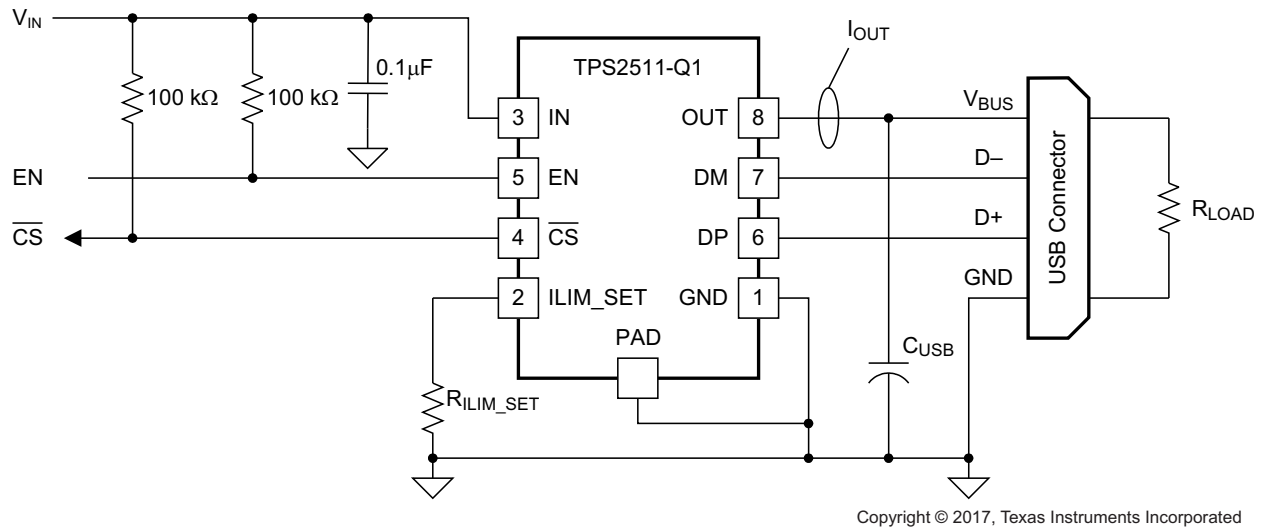 V_IN
100 kΩ
100 kΩ
0.1µF
EN
C̅S̅
TPS2511-Q1
3 IN
5 EN
4 C̅S̅
2 ILIM_SET
OUT 8
DM 7
DP 6
GND 1
PAD
R_ILIM_SET
I_OUT
V_BUS
D–
D+
GND
C_USB
USB Connector
R_LOAD
Copyright © 2017, Texas Instruments Incorporated